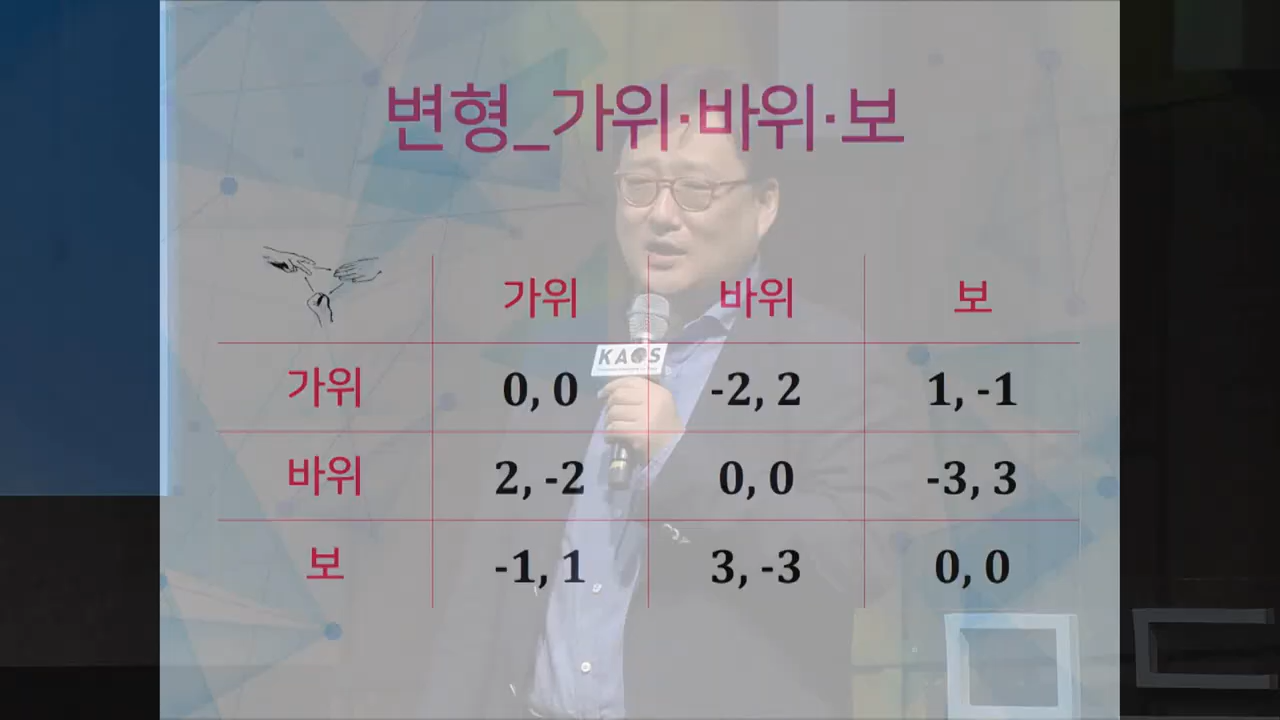 변형_가위·바위·보
가위 바위 보
가위 0, 0 -2, 2 1, -1
바위 2, -2 0, 0 -3, 3
보 -1, 1 3, -3 0, 0
KAOS